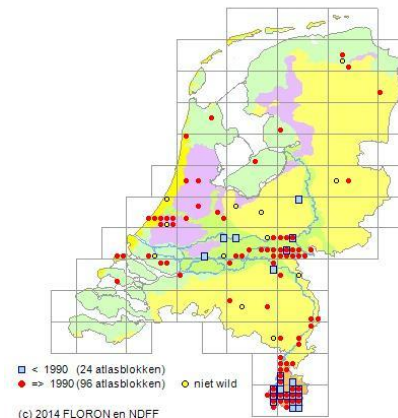 < 1990 (24 atlasblokken)
=> 1990 (96 atlasblokken) niet wild
(c) 2014 FLORON en NDFF